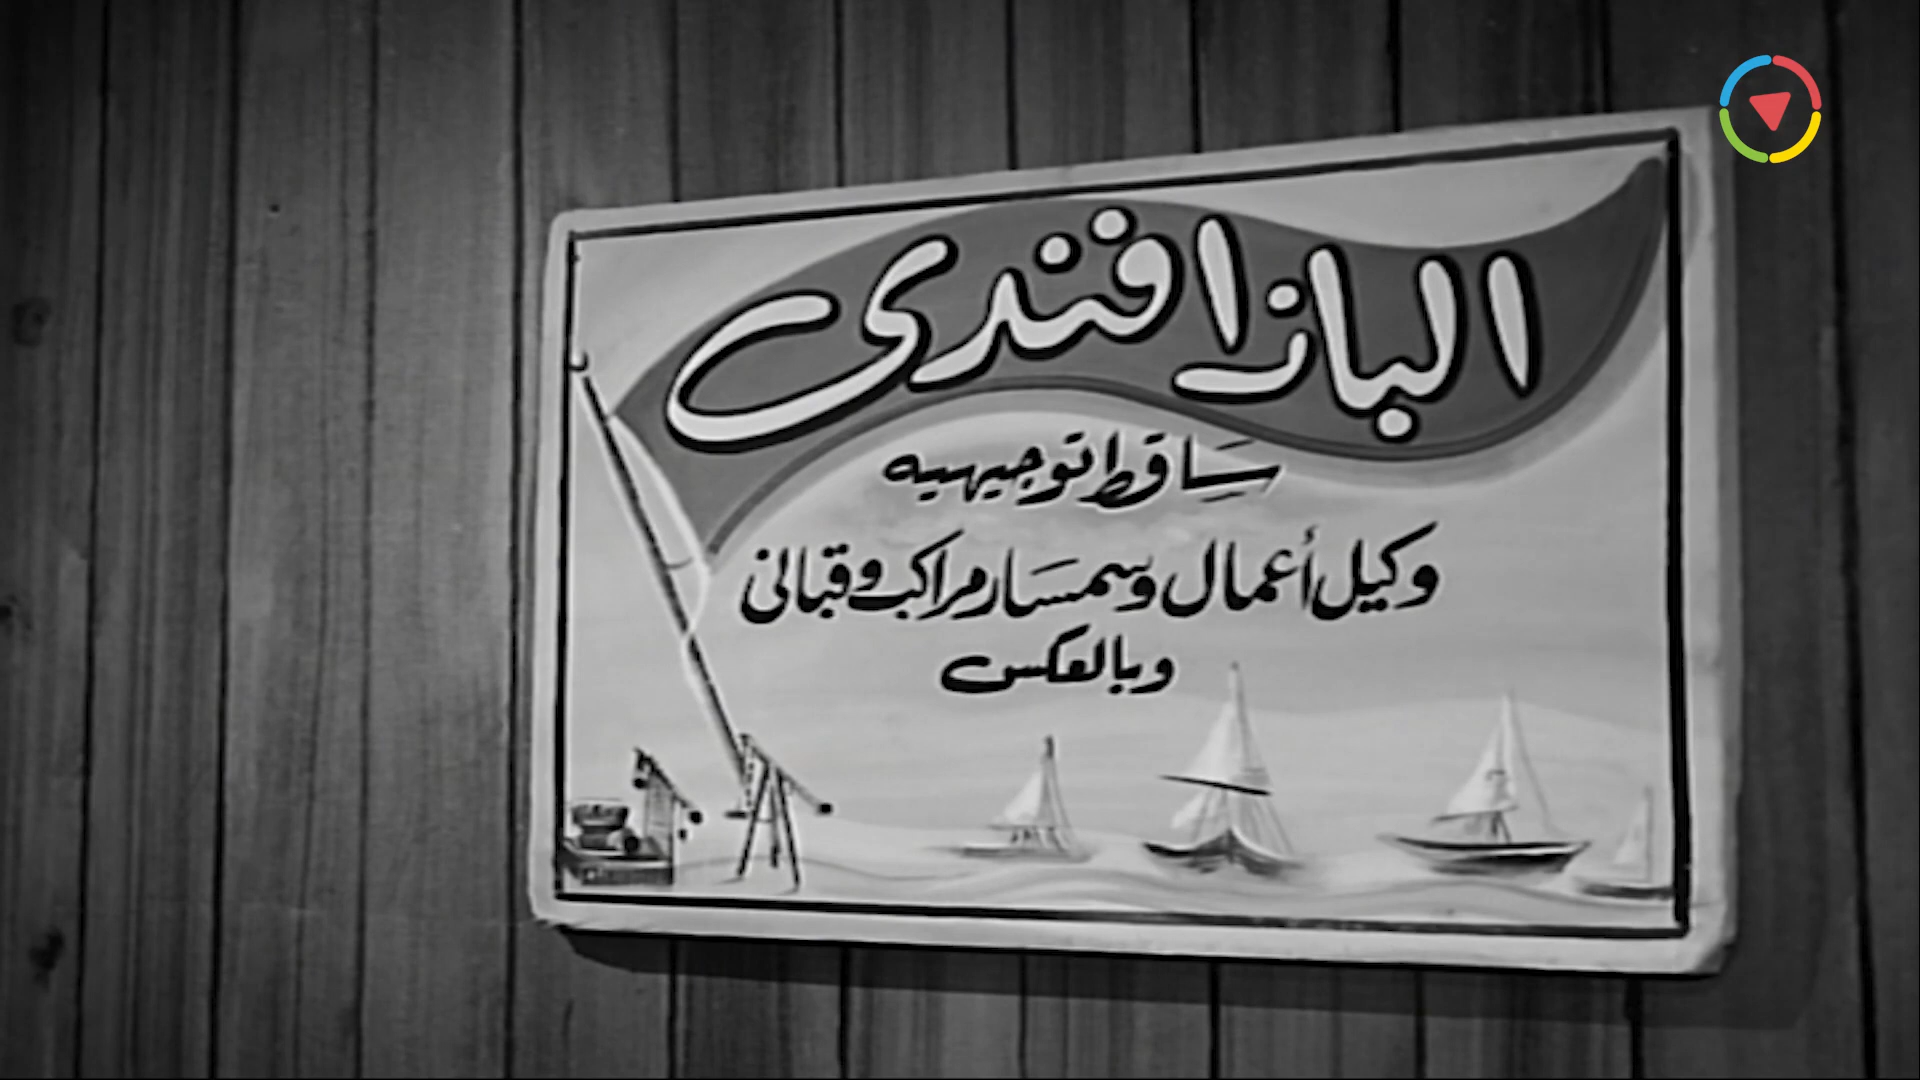 الباز افندى
ساقط توجيهيه
وكيل أعمال وسمسار مراكب وقبانى
وبالعكس